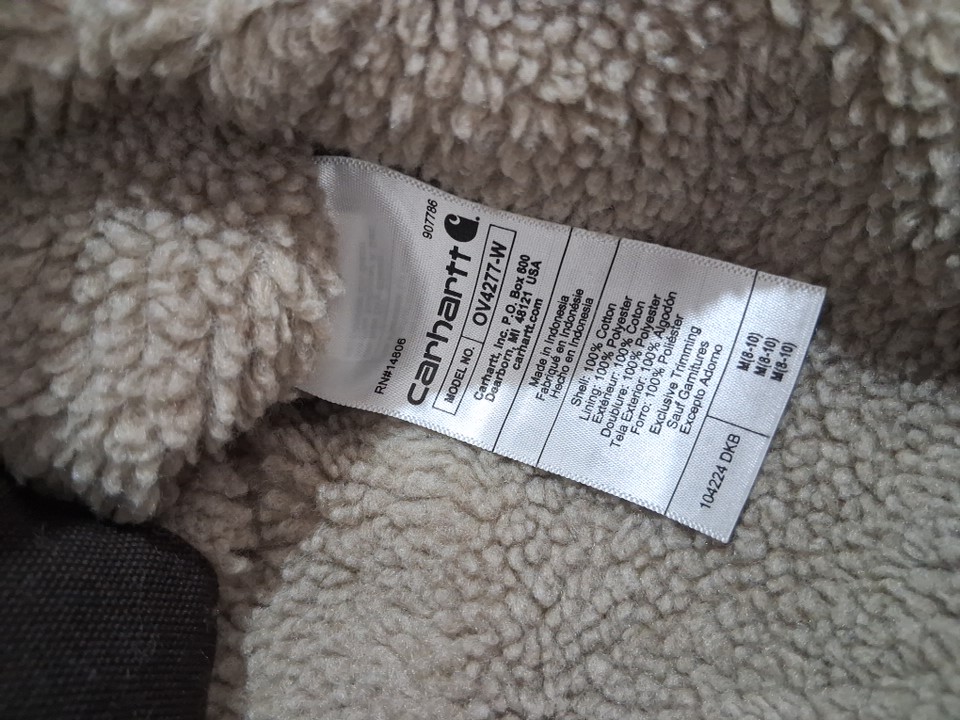 907786
RN#14806
carhartt
MODEL NO. OV4277-W
Carhartt, Inc. P.O. Box 600
Dearborn, MI 48121 USA
carhartt.com
Made in Indonesia
Fabriqué en Indonésie
Hecho en Indonesia
Shell: 100% Cotton
Lining: 100% Polyester
Extérieur: 100% Coton
Doublure: 100% Polyester
Tela Exterior: 100% Algodón
Forro: 100% Poliéster
Exclusive Trimming
Sauf Garnitures
Excepto Adorno
104224 DKB
M(8-10)
M(8-10)
M(8-10)